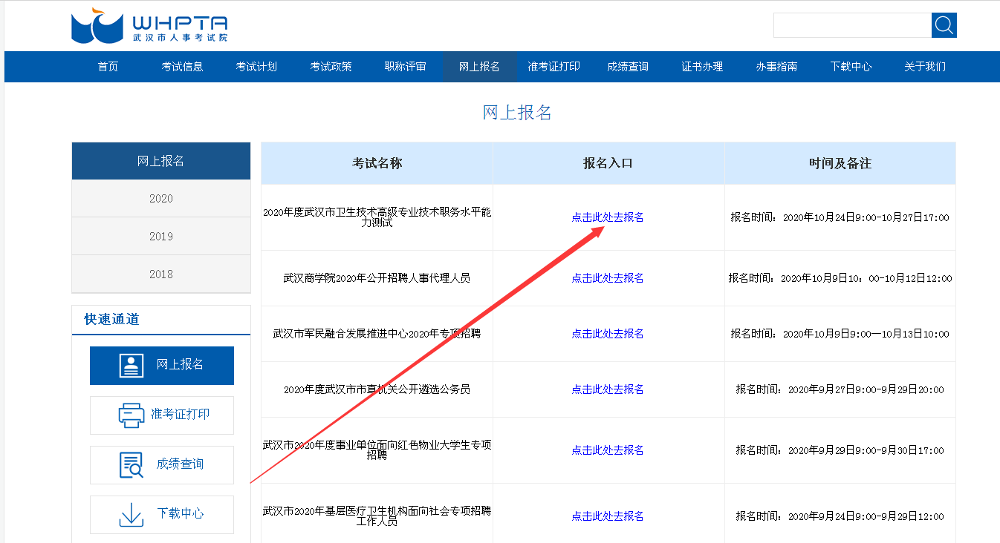 WHPTA
武汉市人事考试院
首页 考试信息 考试计划 考试政策 职称评审 网上报名 准考证打印 成绩查询 证书办理 办事指南 下载中心 关于我们
网上报名
网上报名
2020
2019
2018
快速通道
网上报名
准考证打印
成绩查询
下载中心
考试名称 报名入口 时间及备注
2020年度武汉市卫生技术高级专业技术职务水平能
力测试
点击此处去报名
报名时间：2020年10月24日9:00-10月27日17:00
武汉商学院2020年公开招聘人事代理人员
点击此处去报名
报名时间：2020年10月9日10：00-10月12日12:00
武汉市军民融合发展推进中心2020年专项招聘
点击此处去报名
报名时间：2020年10月9日9:00—10月13日10:00
2020年度武汉市市直机关公开遴选公务员
点击此处去报名
报名时间：2020年9月27日9:00-9月29日20:00
武汉市2020年度事业单位面向红色物业大学生专项
招聘
点击此处去报名
报名时间：2020年9月29日9:00-9月30日17:00
武汉市2020年基层医疗卫生机构面向社会专项招聘
工作人员
点击此处去报名
报名时间：2020年9月24日9:00-9月29日12:00